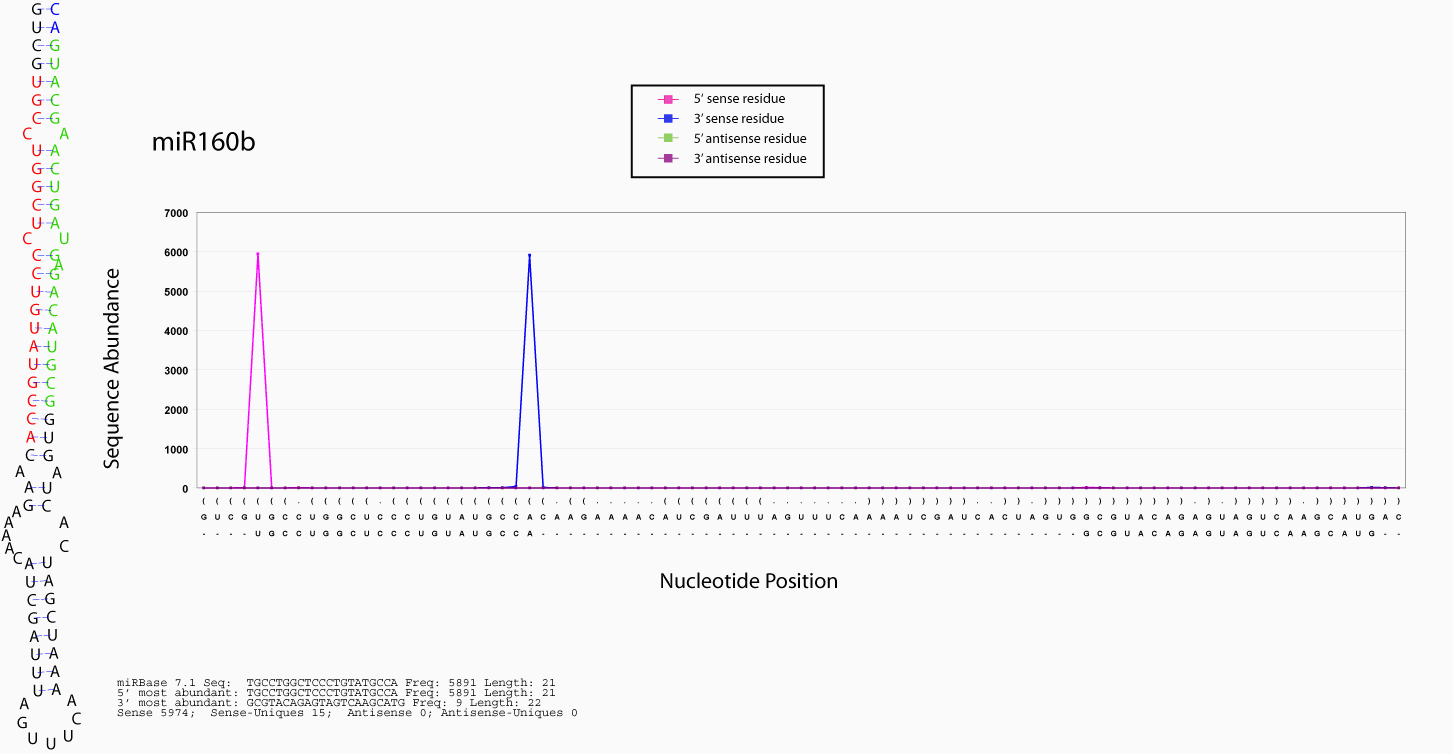 G C
U A
C G
G U
U A
G C
C G
C A
U A
G C
G U
C G
U A
C U
C G
A
C G
U A
G C
U A
A U
U G
G C
C G
C G
A U
C G
A A
A U
A G C
A A
A
A C
C A U
U A
C G
G C
A U
U A
U A
U A
A A
G C
U U U
miR160b
5' sense residue
3' sense residue
5' antisense residue
3' antisense residue
Sequence Abundance
7000
6000
5000
4000
3000
2000
1000
0
( ( ( ( ( ( ( . ( ( ( ( ( . ( ( ( ( ( ( ( ( ( ( ( ( . ( ( . . . . . ( ( ( ( ( ( ( ( . . . . . . . ) ) ) ) ) ) ) ) . . ) ) . ) ) ) ) ) ) ) ) ) ) ) . ) . ) ) ) ) ) . ) ) ) ) ) ) )
G U C G U G C C U G G C U C C C U G U A U G C C A C A A G A A A A C A U C G A U U U A G U U U C A A A A U C G A U C A C U A G U G G C G U A C A G A G U A G U C A A G C A U G A C
- - - - U G C C U G G C U C C C U G U A U G C C A - - - - - - - - - - - - - - - - - - - - - - - - - - - - - - - - - - - - - - - - G C G U A C A G A G U A G U C A A G C A U G - -
Nucleotide Position
miRBase 7.1 Seq: TGCCTGGCTCCCTGTATGCCA Freq: 5891 Length: 21
5' most abundant: TGCCTGGCTCCCTGTATGCCA Freq: 5891 Length: 21
3' most abundant: GCGTACAGAGTAGTCAAGCATG Freq: 9 Length: 22
Sense 5974; Sense-Uniques 15; Antisense 0; Antisense-Uniques 0